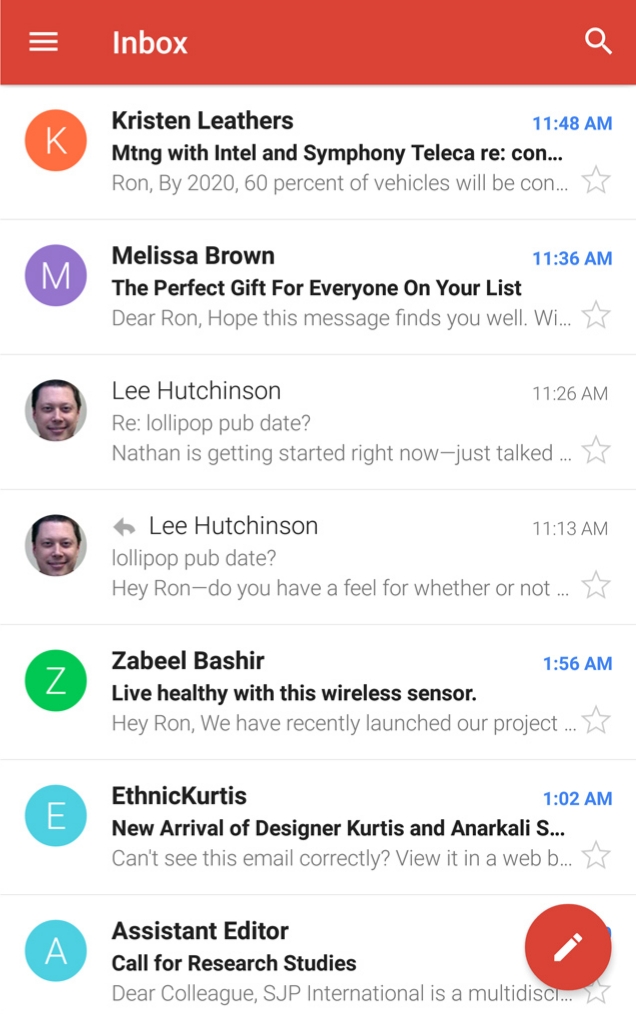 Inbox
K
Kristen Leathers
11:48 AM
Mtng with Intel and Symphony Teleca re: con...
Ron, By 2020, 60 percent of vehicles will be con...
M
Melissa Brown
11:36 AM
The Perfect Gift For Everyone On Your List
Dear Ron, Hope this message finds you well. Wi...
Lee Hutchinson
11:26 AM
Re: lollipop pub date?
Nathan is getting started right now—just talked ...
Lee Hutchinson
11:13 AM
lollipop pub date?
Hey Ron—do you have a feel for whether or not ...
Z
Zabeel Bashir
1:56 AM
Live healthy with this wireless sensor.
Hey Ron, We have recently launched our project ...
E
EthnicKurtis
1:02 AM
New Arrival of Designer Kurtis and Anarkali S...
Can't see this email correctly? View it in a web b...
A
Assistant Editor
Call for Research Studies
Dear Colleague, SJP International is a multidisci...